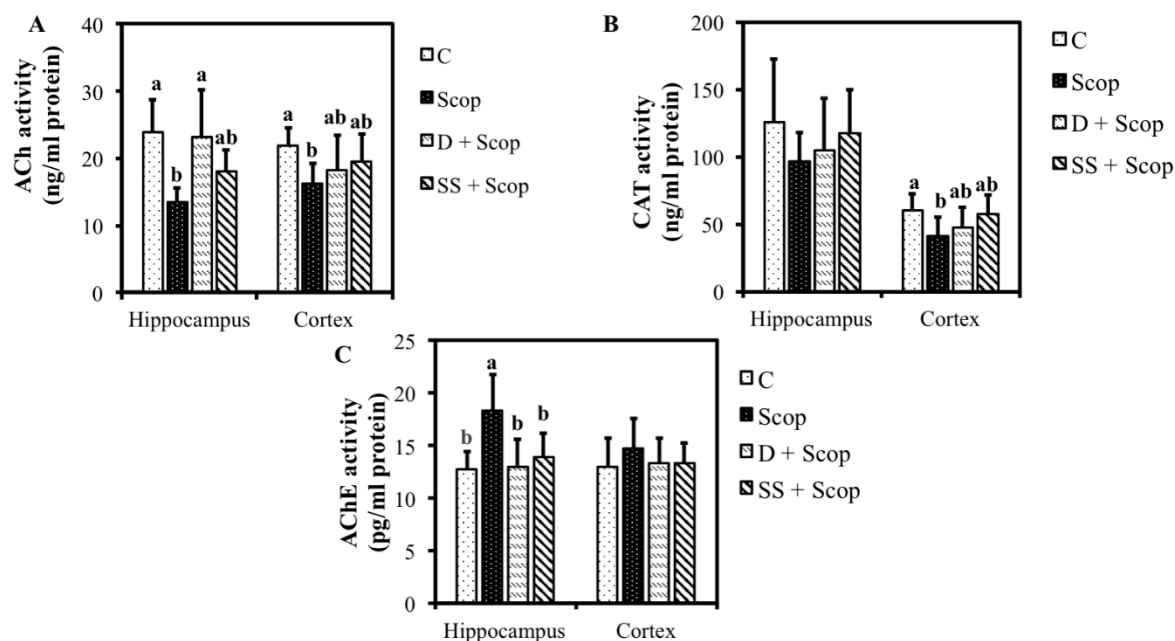 A
ACh activity
(ng/ml protein)
40
30
20
10
0
a
b
a
ab
a
b
ab
ab
Hippocampus
Cortex
C
Scop
D + Scop
SS + Scop
B
CAT activity
(ng/ml protein)
200
150
100
50
0
a
b
ab
ab
Hippocampus
Cortex
C
Scop
D + Scop
SS + Scop
C
AChE activity
(pg/ml protein)
25
20
15
10
5
0
b
a
b
b
Hippocampus
Cortex
C
Scop
D + Scop
SS + Scop